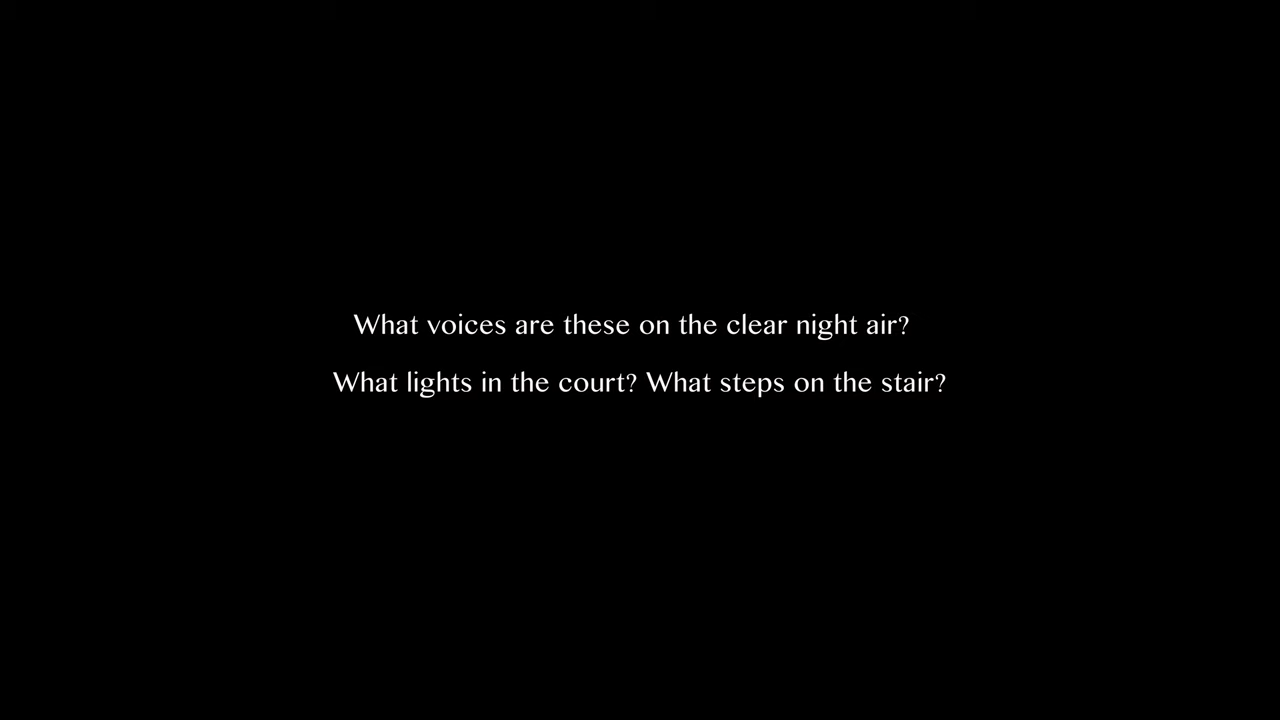 What voices are these on the clear night air?
What lights in the court? What steps on the stair?